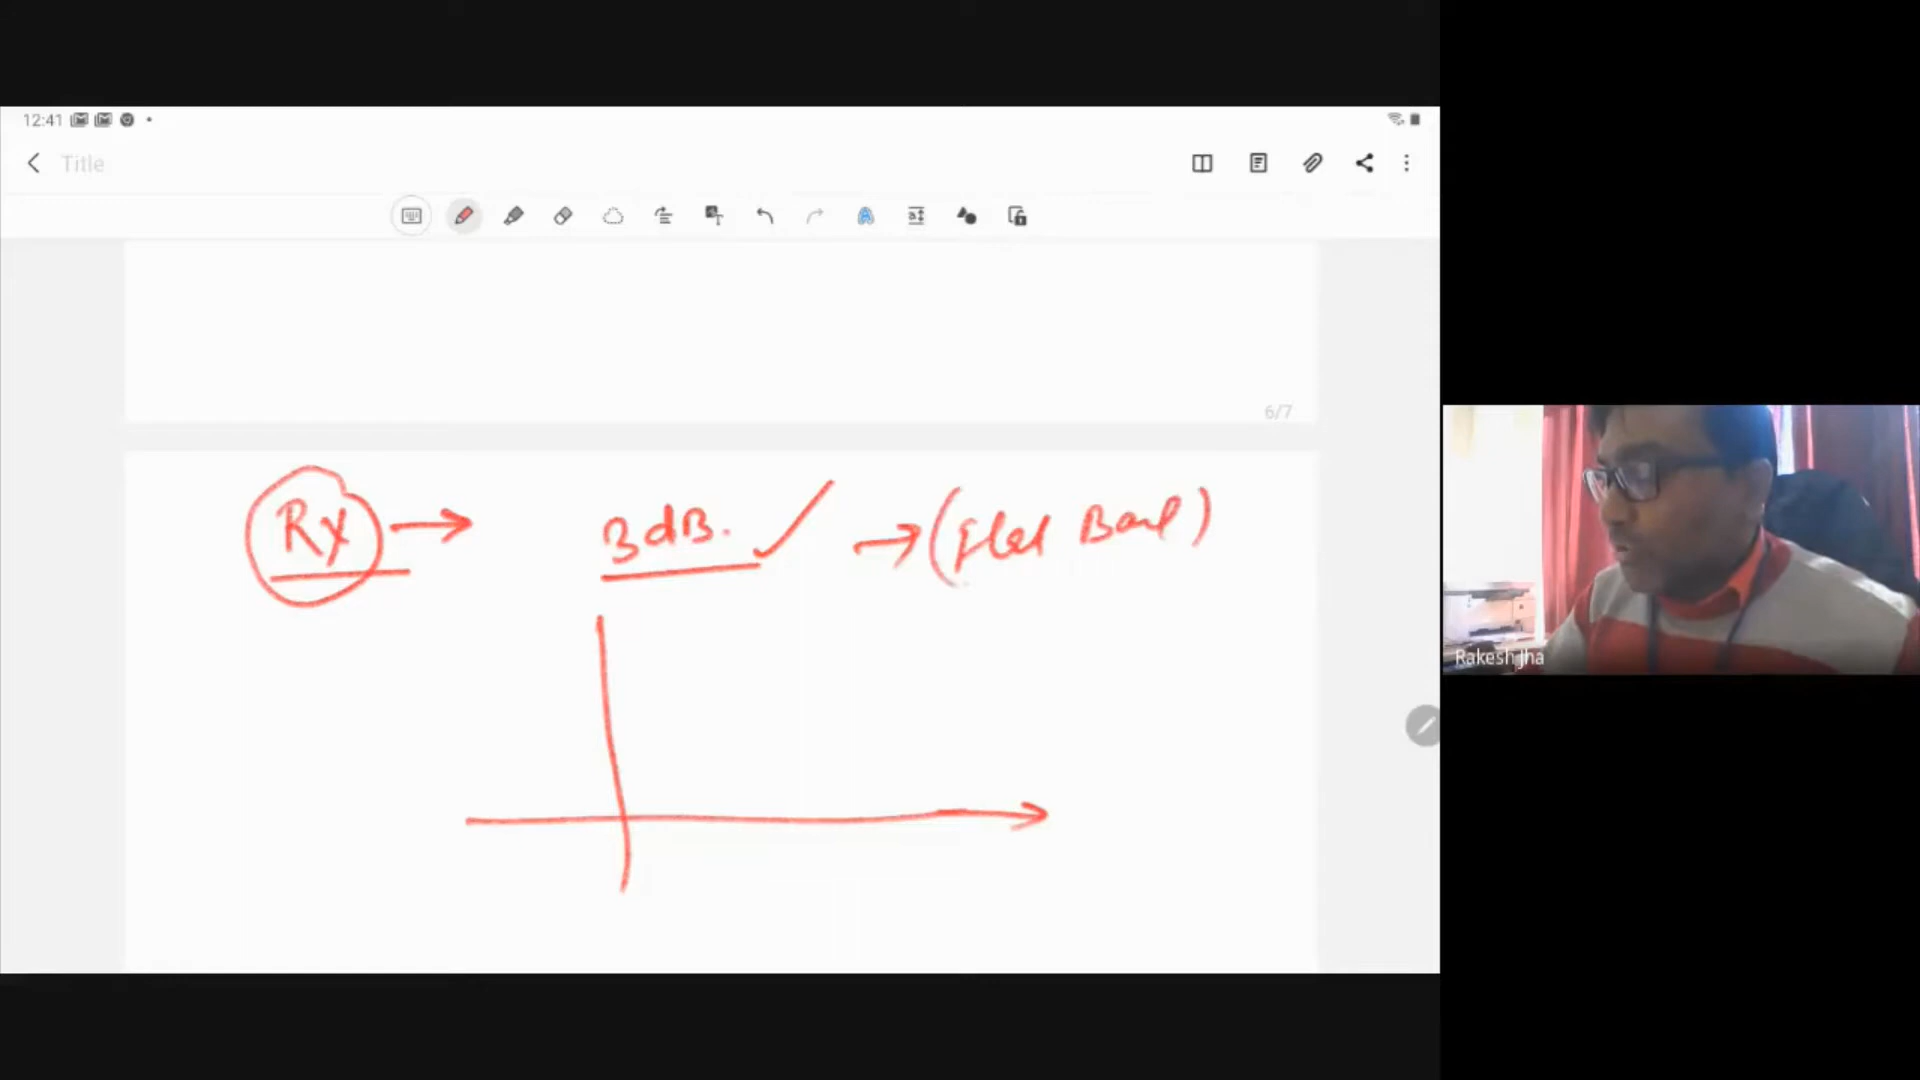 12:41
Title
6/7
Rx → 3dB. ✓ → (Flat Band)
Rakesh Jha